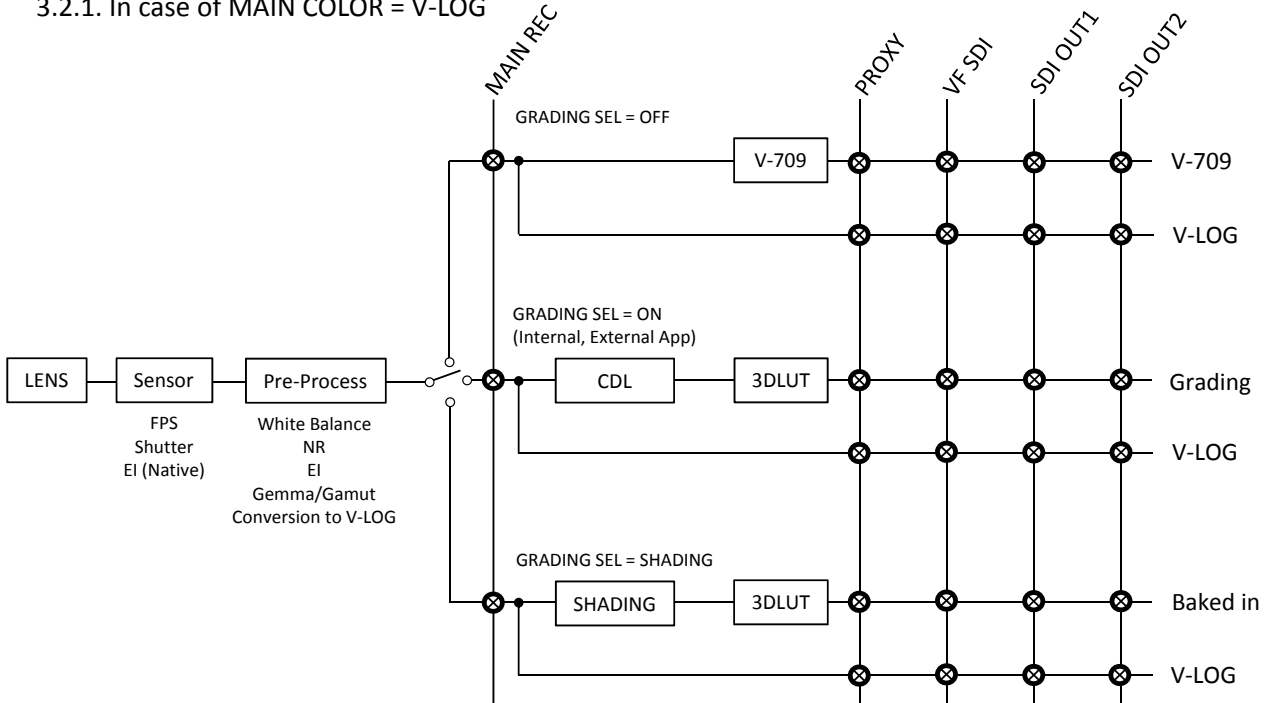 3.2.1. In case of MAIN COLOR = V-LOG
MAIN REC
PROXY
VF SDI
SDI OUT1
SDI OUT2
GRADING SEL = OFF
V-709
V-709
V-LOG
GRADING SEL = ON
(Internal, External App)
LENS
Sensor
Pre-Process
CDL
3DLUT
Grading
FPS
Shutter
EI (Native)
White Balance
NR
EI
Gemma/Gamut
Conversion to V-LOG
V-LOG
GRADING SEL = SHADING
SHADING
3DLUT
Baked in
V-LOG